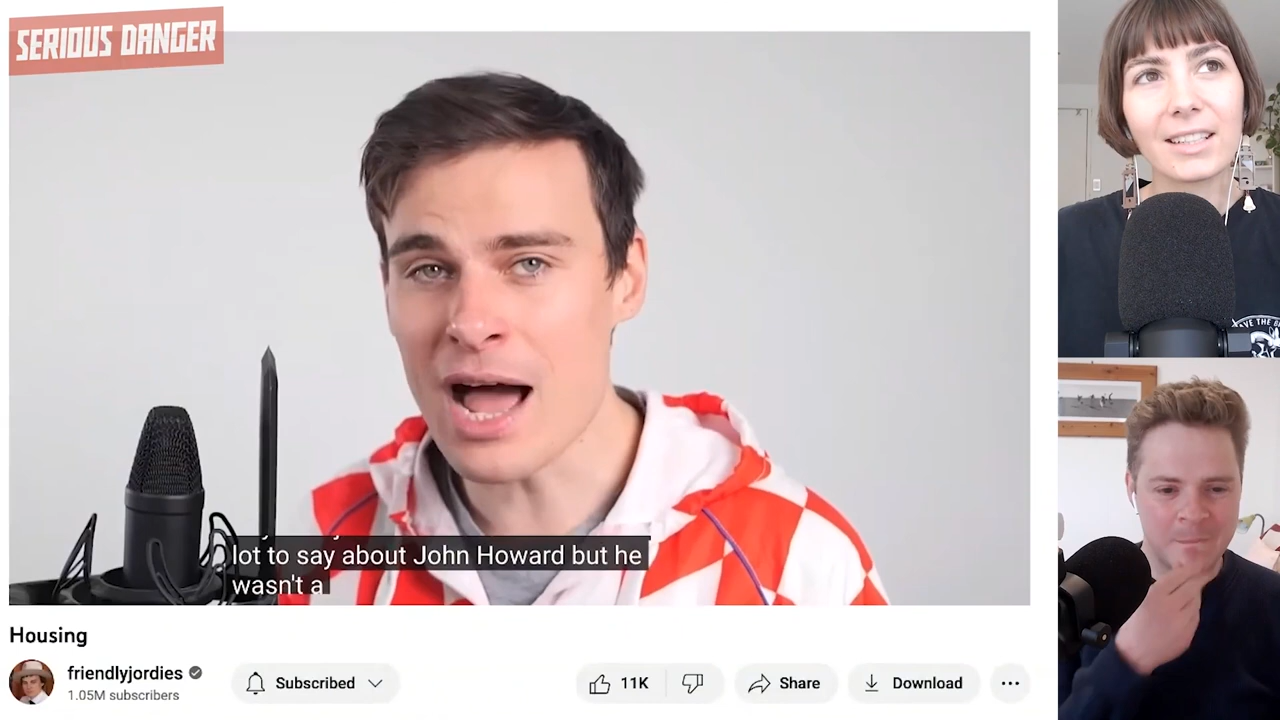 SERIOUS DANGER
lot to say about John Howard but he
wasn't a
Housing
friendlyjordies
1.05M subscribers
Subscribed
11K
Share
Download